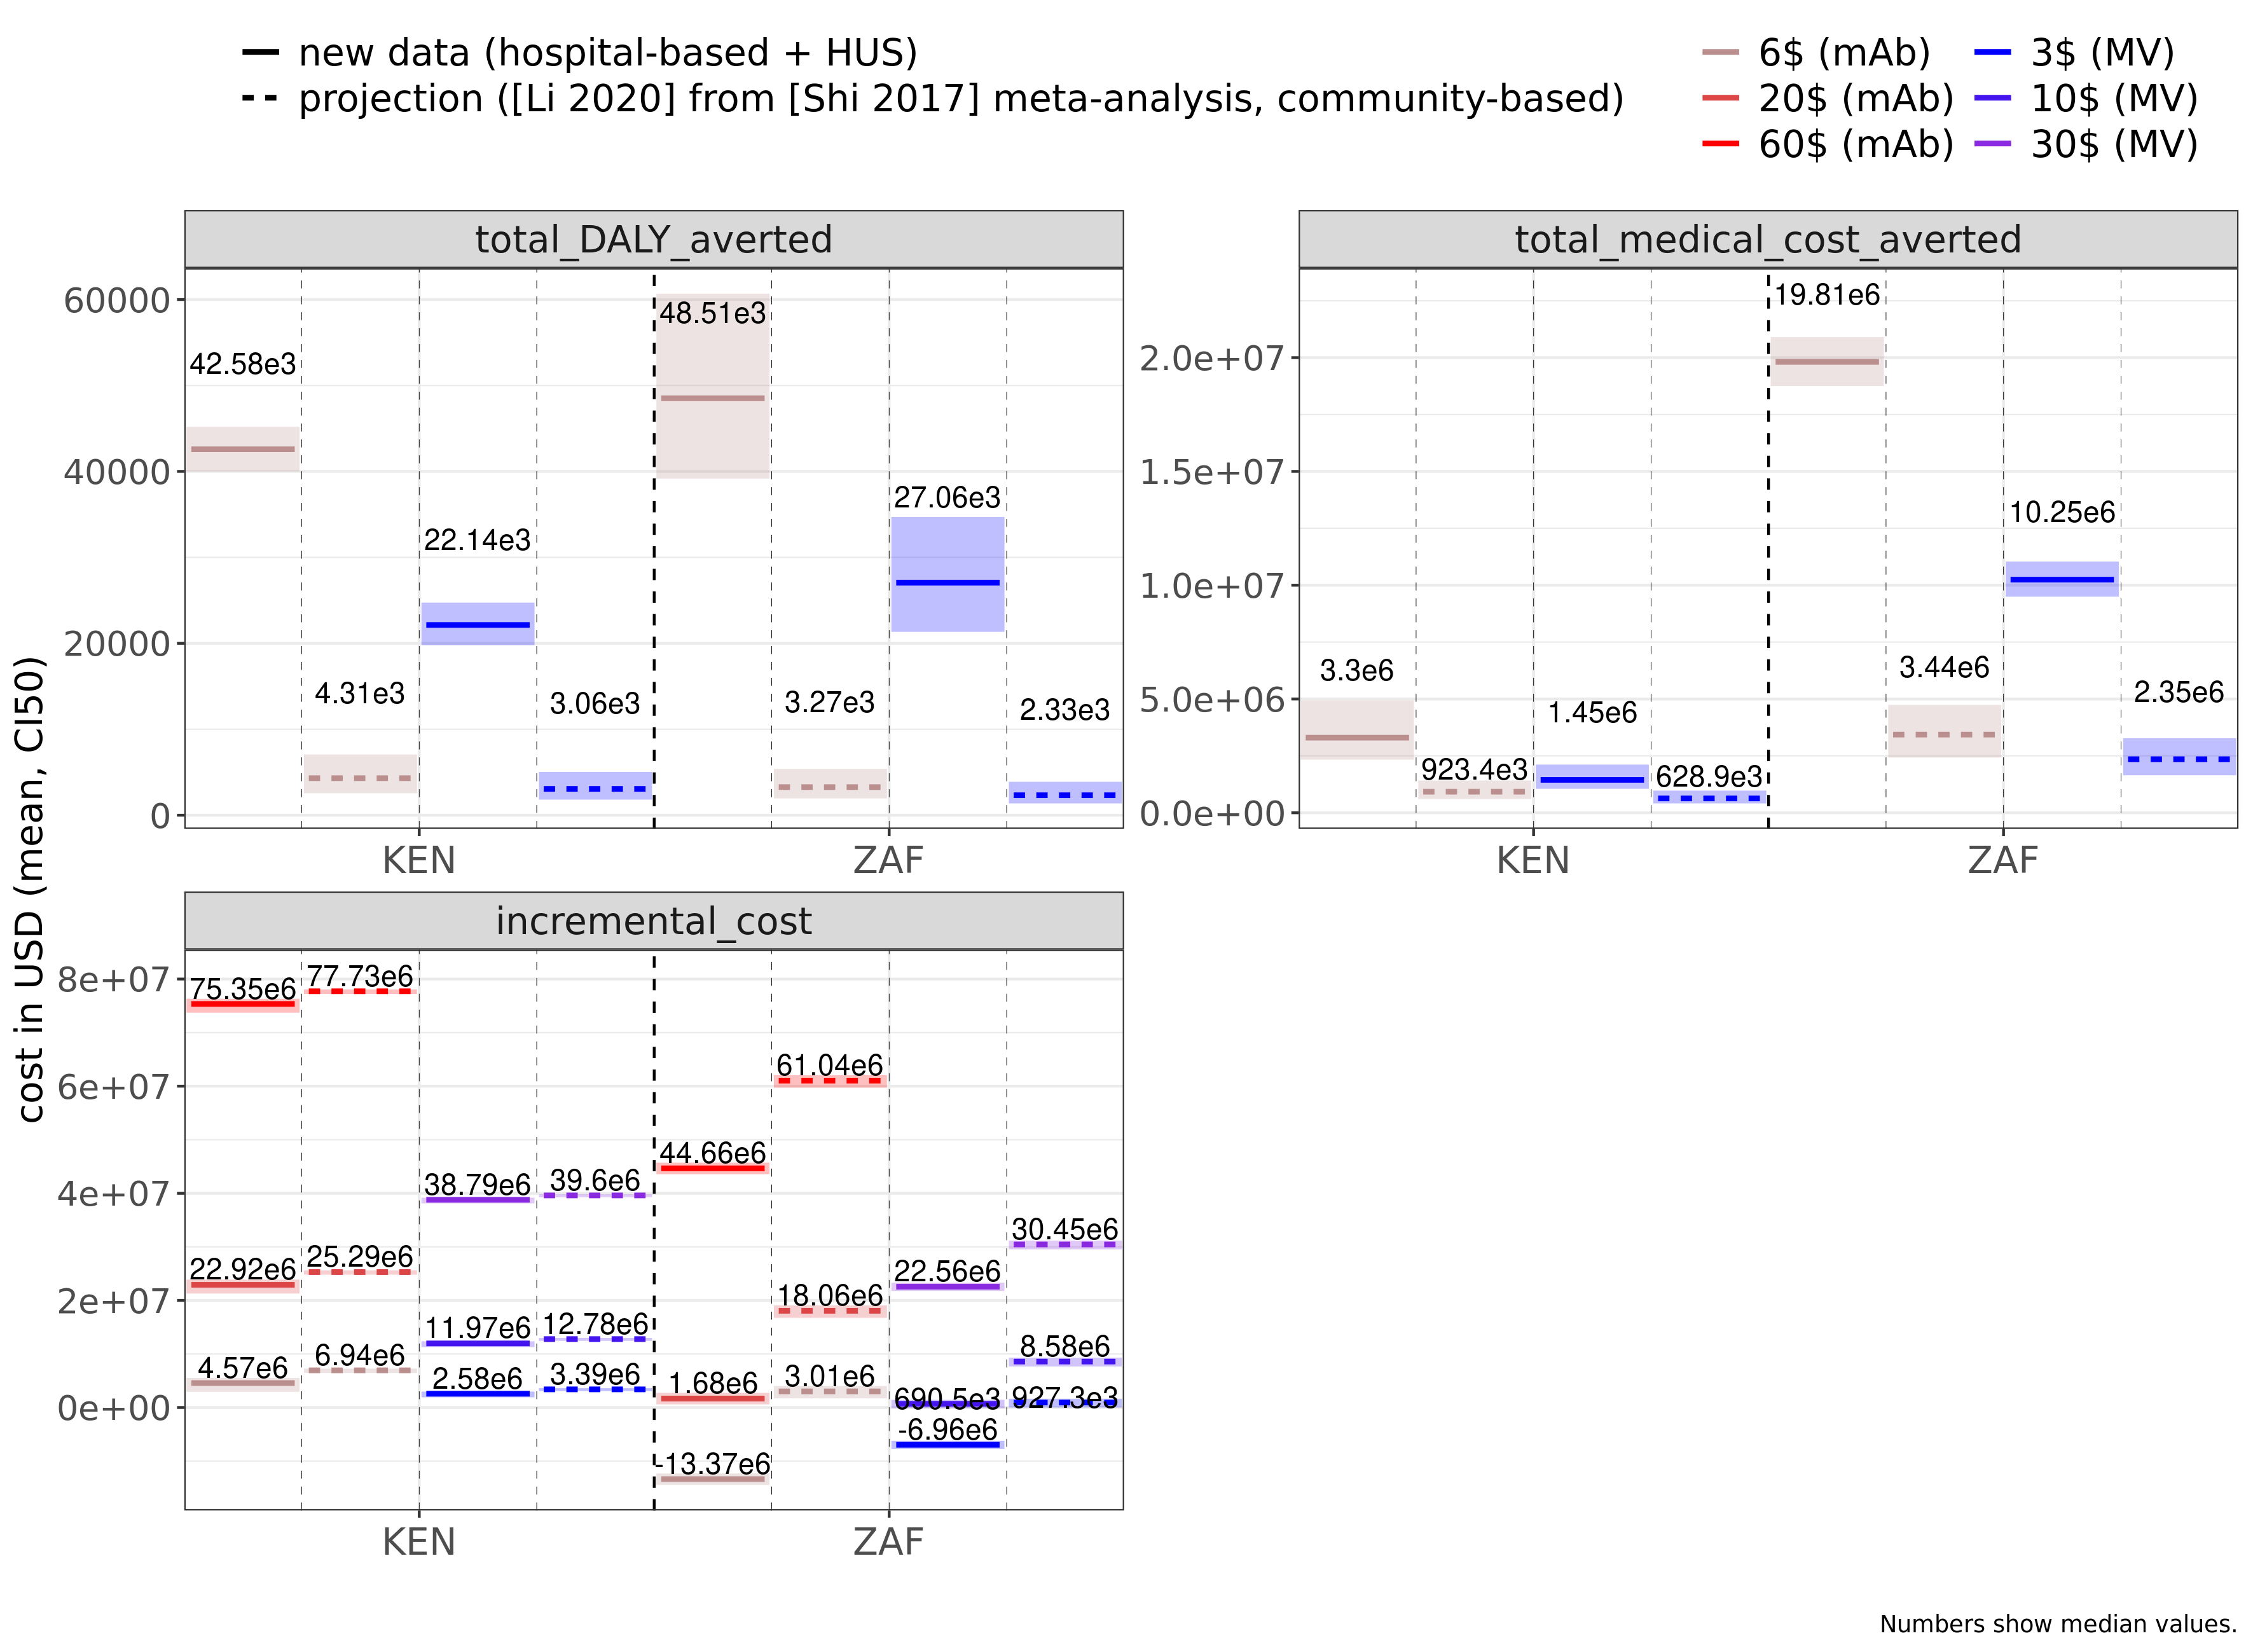 new data (hospital-based + HUS)
projection ([Li 2020] from [Shi 2017] meta-analysis, community-based)
6$ (mAb) 3$ (MV)
20$ (mAb) 10$ (MV)
60$ (mAb) 30$ (MV)
cost in USD (mean, CI50)
total_DALY_averted
60000
40000
20000
0
48.51e3
42.58e3
27.06e3
22.14e3
4.31e3
3.06e3
3.27e3
2.33e3
KEN ZAF
total_medical_cost_averted
2.0e+07
1.5e+07
1.0e+07
5.0e+06
0.0e+00
19.81e6
10.25e6
3.3e6
3.44e6
2.35e6
1.45e6
923.4e3
628.9e3
KEN ZAF
incremental_cost
8e+07
6e+07
4e+07
2e+07
0e+00
75.35e6 77.73e6
61.04e6
44.66e6
38.79e6 39.6e6
30.45e6
22.92e6 25.29e6
22.56e6
18.06e6
11.97e6 12.78e6
8.58e6
4.57e6 6.94e6
2.58e6 3.39e6
1.68e6 3.01e6
690.5e3 927.3e3
-6.96e6
-13.37e6
KEN ZAF
Numbers show median values.